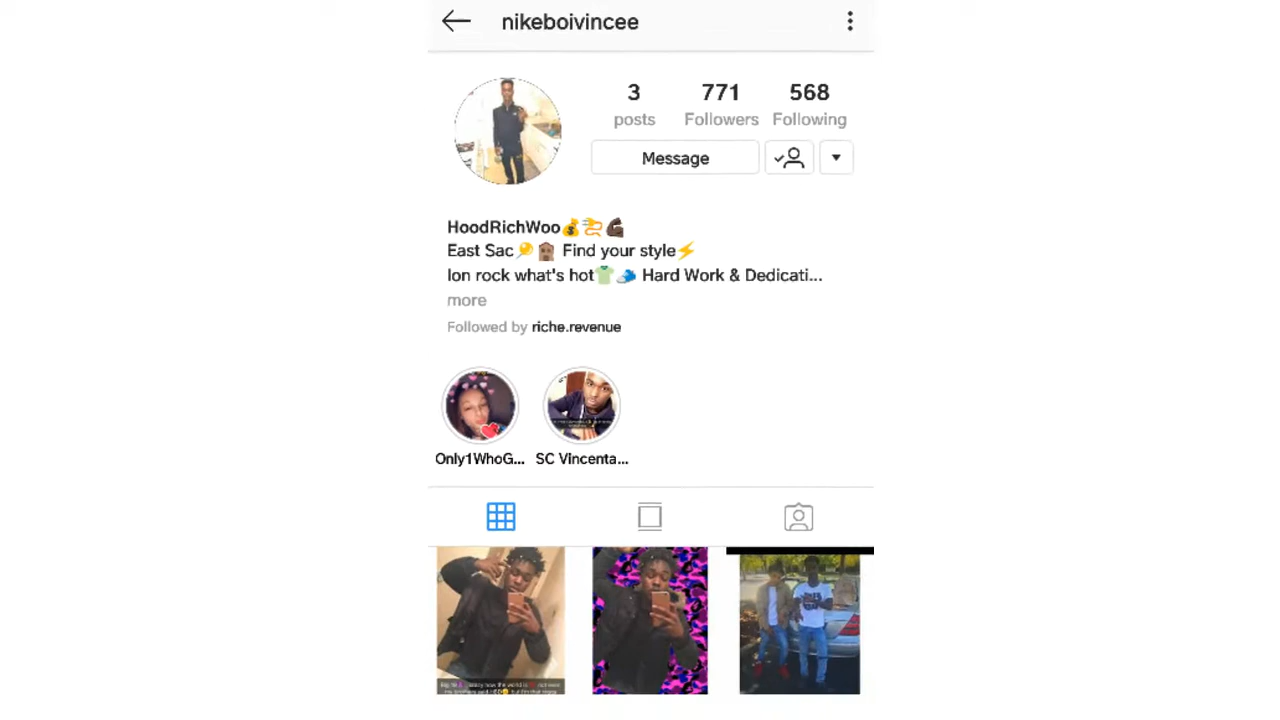 nikeboivincee
3 771 568
posts Followers Following
Message
HoodRichWoo💰🍜💪🏿
East Sac🔑🙈 Find your style⚡
Ion rock what's hot👕🧢 Hard Work & Dedicati...
more
Followed by riche.revenue
Only1WhoG... SC Vincenta...